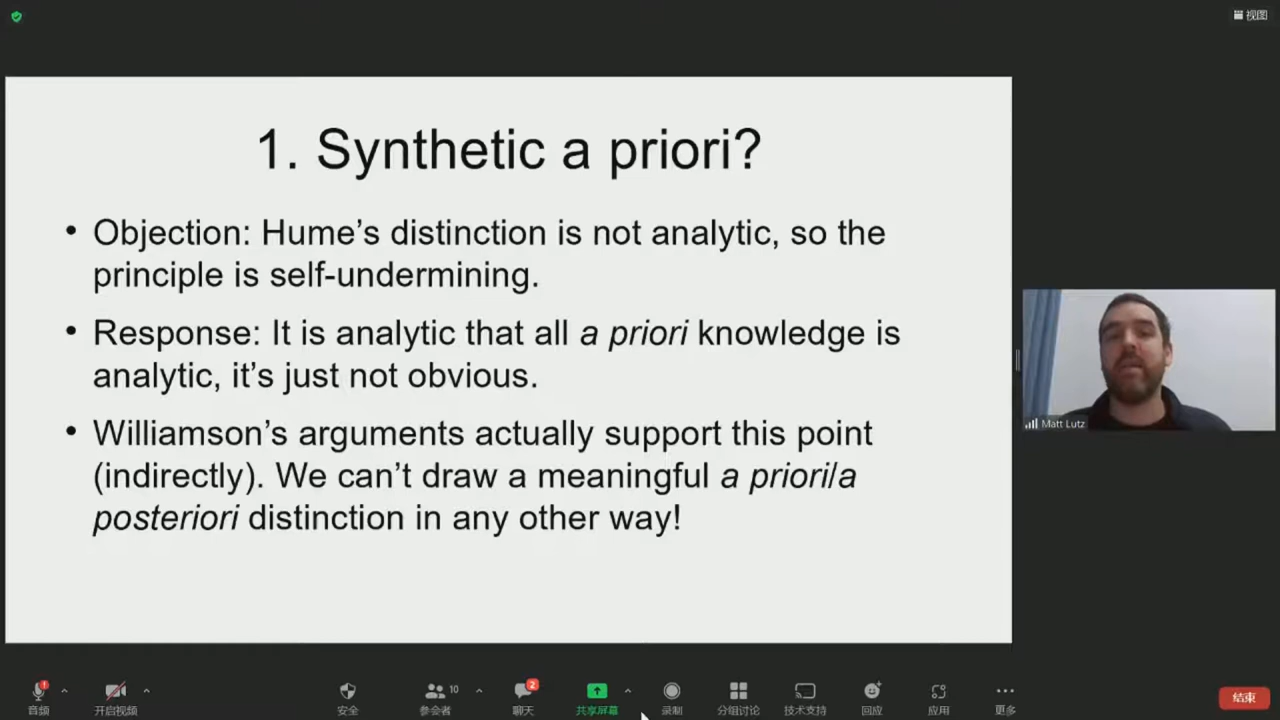 视图
1. Synthetic a priori?
• Objection: Hume’s distinction is not analytic, so the
principle is self-undermining.
• Response: It is analytic that all a priori knowledge is
analytic, it’s just not obvious.
• Williamson’s arguments actually support this point
(indirectly). We can’t draw a meaningful a priori/a
posteriori distinction in any other way!
Matt Lutz
10
2
音频
开启视频
安全
参会者
聊天
共享屏幕
录制
分组讨论
技术支持
回应
应用
更多
结束